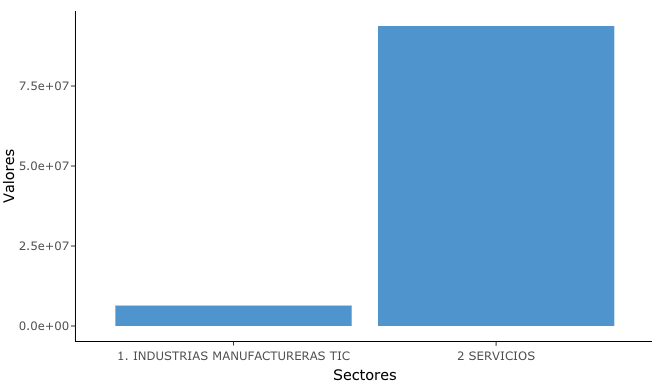 Valores
7.5e+07
5.0e+07
2.5e+07
0.0e+00
1. INDUSTRIAS MANUFACTURERAS TIC
2 SERVICIOS
Sectores